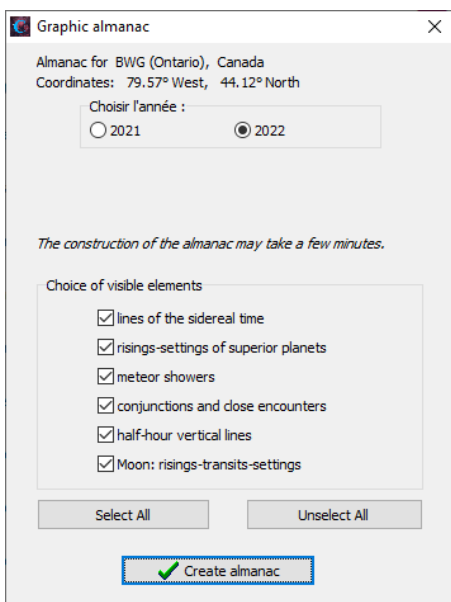 Graphic almanac
Almanac for BWG (Ontario), Canada
Coordinates: 79.57° West, 44.12° North
Choisir l'année :
2021 2022
The construction of the almanac may take a few minutes.
Choice of visible elements
lines of the sidereal time
risings-settings of superior planets
meteor showers
conjunctions and close encounters
half-hour vertical lines
Moon: risings-transits-settings
Select All Unselect All
Create almanac